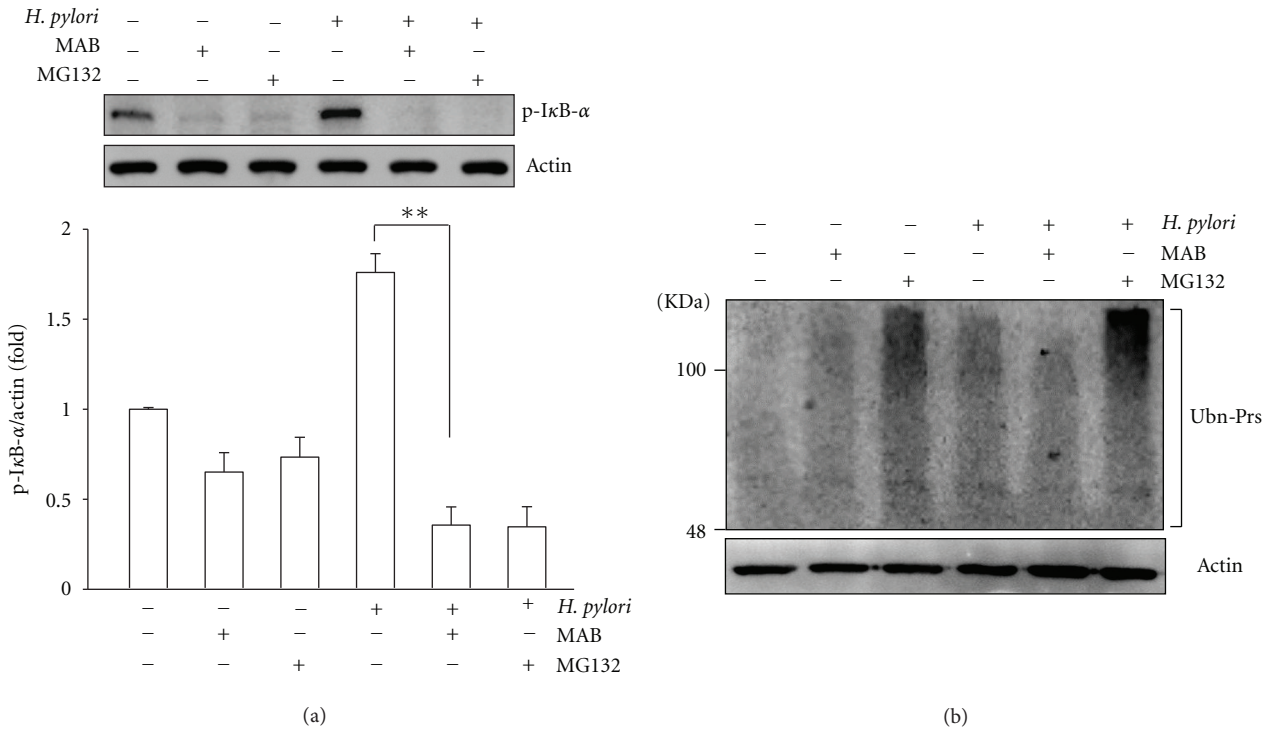 H. pylori – – – + + +
MAB – + – – + –
MG132 – – + – – +
p-IκB-α
Actin
**
2
1.5
1
0.5
0
p-IκB-α/actin (fold)
– – – + + + H. pylori
– + – – + – MAB
– – + – – + MG132
(a)
– – – + + + H. pylori
– + – – + – MAB
– – + – – + MG132
(KDa)
100
48
Ubn-Prs
Actin
(b)